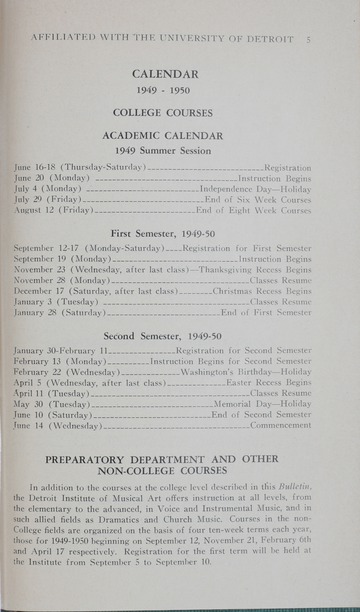 AFFILIATED WITH THE UNIVERSITY OF DETROIT 5
CALENDAR
1949 - 1950
COLLEGE COURSES
ACADEMIC CALENDAR
1949 Summer Session
June 16-18 (Thursday-Saturday) Registration
June 20 (Monday) Instruction Begins
July 4 (Monday) Independence Day—Holiday
July 29 (Friday) End of Six Week Courses
August 12 (Friday) End of Eight Week Courses
First Semester, 1949-50
September 12-17 (Monday-Saturday) Registration for First Semester
September 19 (Monday) Instruction Begins
November 23 (Wednesday, after last class)—Thanksgiving Recess Begins
November 28 (Monday) Classes Resume
December 17 (Saturday, after last class) Christmas Recess Begins
January 3 (Tuesday) Classes Resume
January 28 (Saturday) End of First Semester
Second Semester, 1949-50
January 30-February 11 Registration for Second Semester
February 13 (Monday) Instruction Begins for Second Semester
February 22 (Wednesday) Washington's Birthday—Holiday
April 5 (Wednesday, after last class) Easter Recess Begins
April 11 (Tuesday) Classes Resume
May 30 (Tuesday) Memorial Day—Holiday
June 10 (Saturday) End of Second Semester
June 14 (Wednesday) Commencement
PREPARATORY DEPARTMENT AND OTHER
NON-COLLEGE COURSES
In addition to the courses at the college level described in this Bulletin,
the Detroit Institute of Musical Art offers instruction at all levels, from
the elementary to the advanced, in Voice and Instrumental Music, and in
such allied fields as Dramatics and Church Music. Courses in the non-
College fields are organized on the basis of four ten-week terms each year,
those for 1949-1950 beginning on September 12, November 21, February 6th
and April 17 respectively. Registration for the first term will be held at
the Institute from September 5 to September 10.